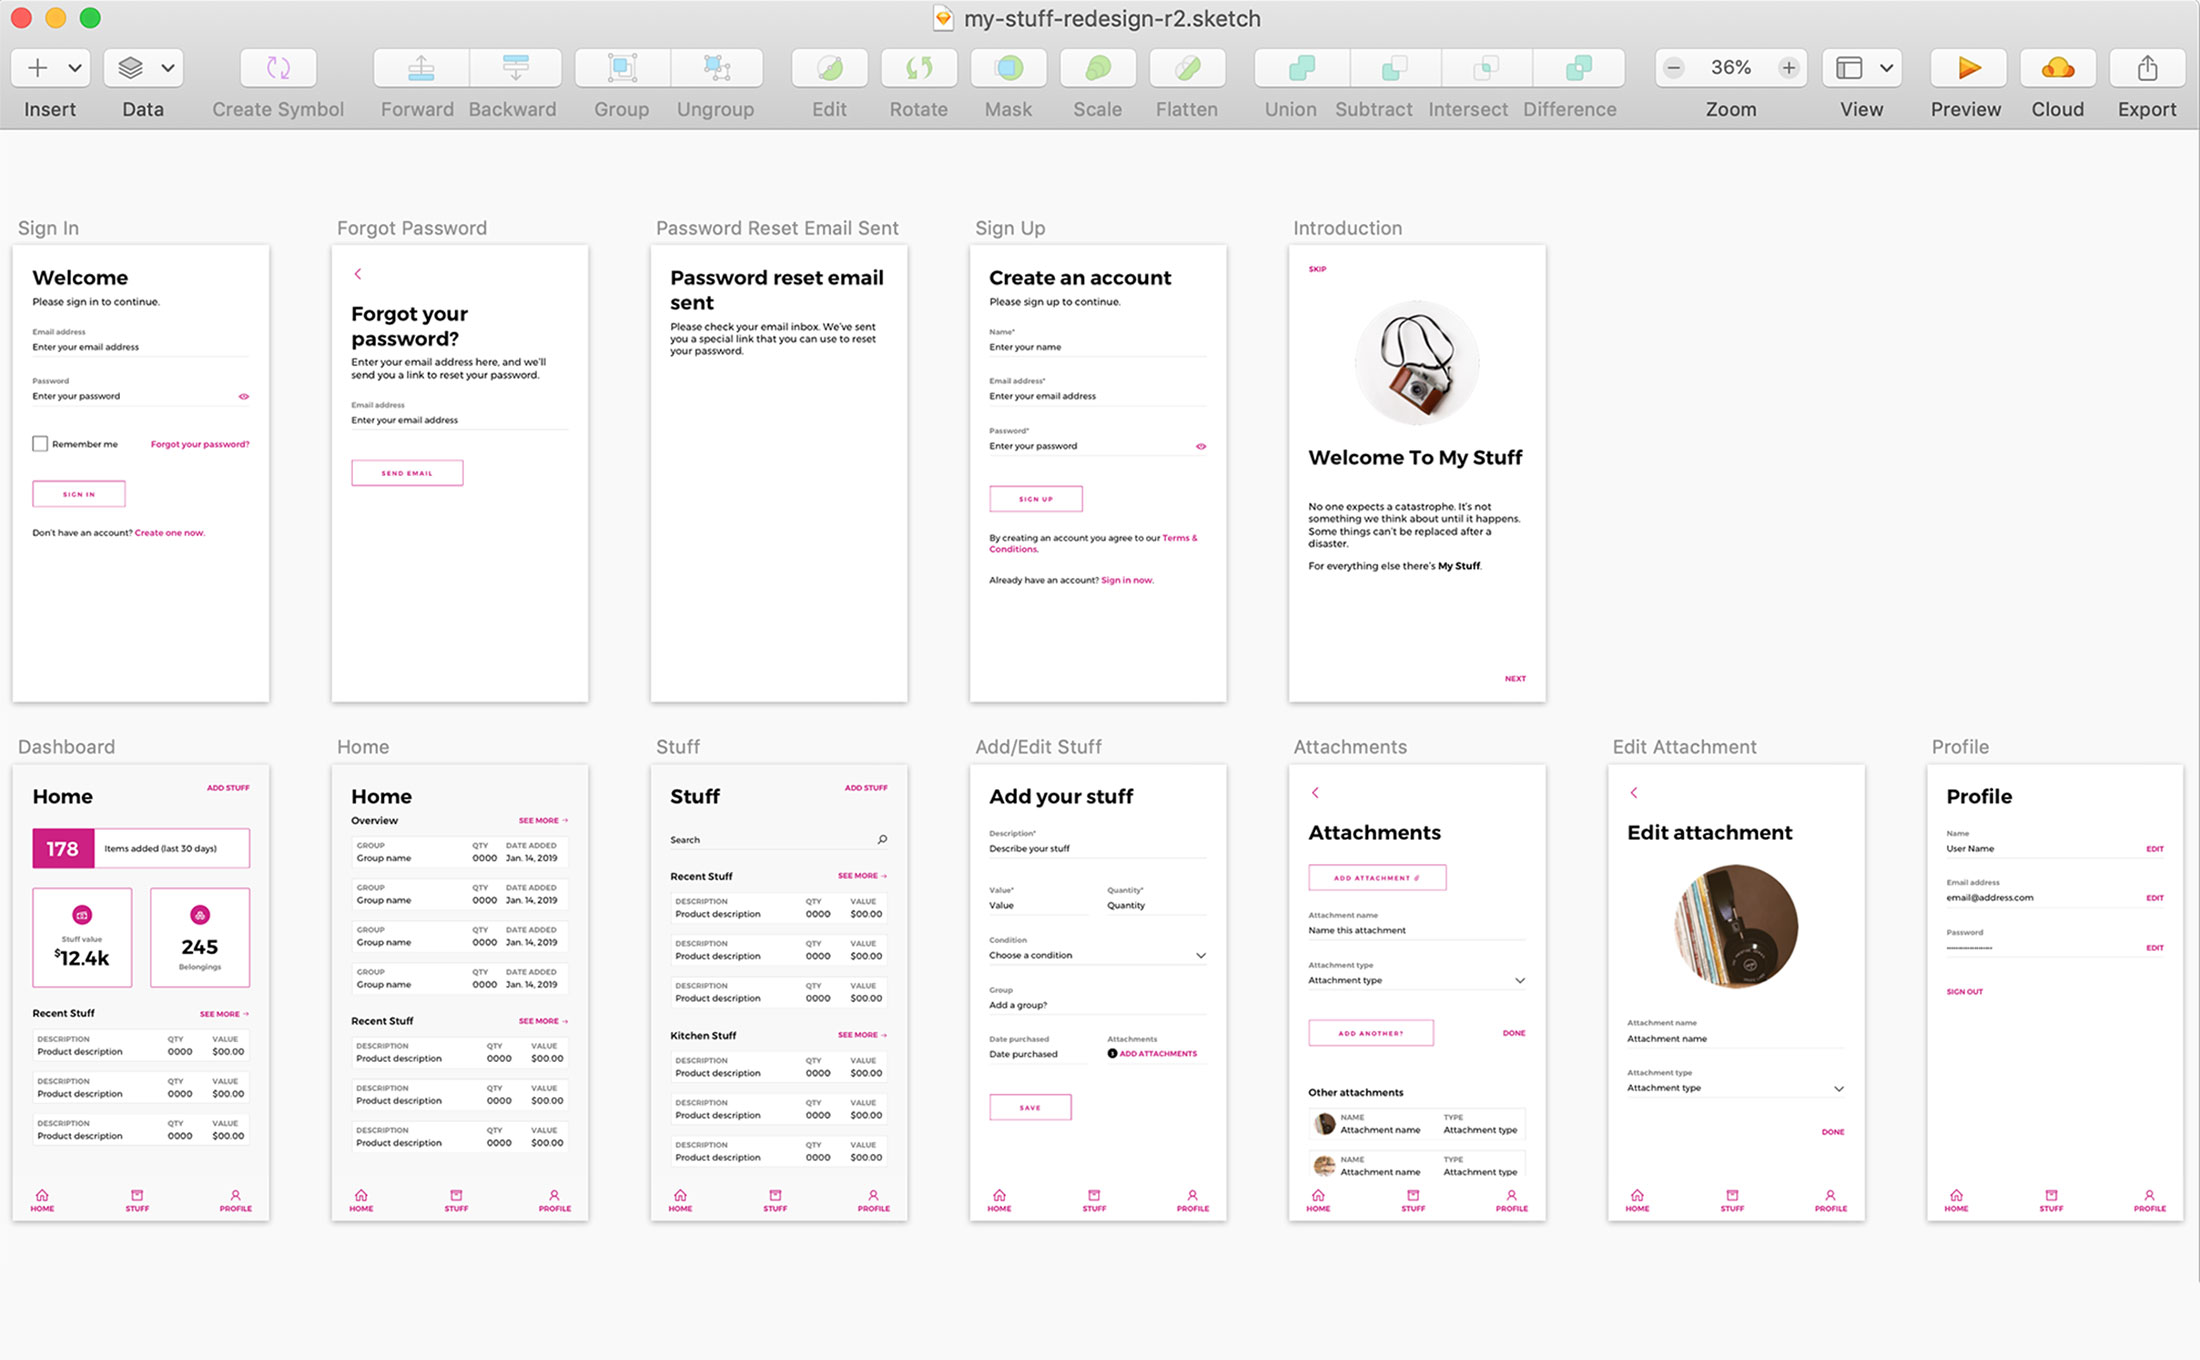 my-stuff-redesign-r2.sketch
36%
Insert Data Create Symbol Forward Backward Group Ungroup Edit Rotate Mask Scale Flatten Union Subtract Intersect Difference Zoom View Preview Cloud Export
Sign In
Welcome
Please sign in to continue.
Email address
Enter your email address
Password
Enter your password
Remember me Forgot your password?
SIGN IN
Don't have an account? Create one now.
Forgot Password
Forgot your
password?
Enter your email address here, and we'll
send you a link to reset your password.
Email address
Enter your email address
SEND EMAIL
Password Reset Email Sent
Password reset email
sent
Please check your email inbox. We've sent
you a special link that you can use to reset
your password.
Sign Up
Create an account
Please sign up to continue.
Name*
Enter your name
Email address*
Enter your email address
Password*
Enter your password
SIGN UP
By creating an account you agree to our Terms &
Conditions.
Already have an account? Sign in now.
Introduction
SKIP
Welcome To My Stuff
No one expects a catastrophe. It's not
something we think about until it happens.
Some things can't be replaced after a
disaster.
For everything else there's My Stuff.
NEXT
Dashboard
ADD STUFF
Home
178 Items added (last 30 days)
Stuff value
$12.4k
245
Belongings
Recent Stuff SEE MORE →
DESCRIPTION QTY VALUE
Product description 0000 $00.00
DESCRIPTION QTY VALUE
Product description 0000 $00.00
DESCRIPTION QTY VALUE
Product description 0000 $00.00
HOME STUFF PROFILE
Home
Home
Overview SEE MORE →
GROUP QTY DATE ADDED
Group name 0000 Jan. 14, 2019
GROUP QTY DATE ADDED
Group name 0000 Jan. 14, 2019
GROUP QTY DATE ADDED
Group name 0000 Jan. 14, 2019
GROUP QTY DATE ADDED
Group name 0000 Jan. 14, 2019
Recent Stuff SEE MORE →
DESCRIPTION QTY VALUE
Product description 0000 $00.00
DESCRIPTION QTY VALUE
Product description 0000 $00.00
DESCRIPTION QTY VALUE
Product description 0000 $00.00
HOME STUFF PROFILE
Stuff
ADD STUFF
Stuff
Search
Recent Stuff SEE MORE →
DESCRIPTION QTY VALUE
Product description 0000 $00.00
DESCRIPTION QTY VALUE
Product description 0000 $00.00
DESCRIPTION QTY VALUE
Product description 0000 $00.00
Kitchen Stuff SEE MORE →
DESCRIPTION QTY VALUE
Product description 0000 $00.00
DESCRIPTION QTY VALUE
Product description 0000 $00.00
DESCRIPTION QTY VALUE
Product description 0000 $00.00
HOME STUFF PROFILE
Add/Edit Stuff
Add your stuff
Description*
Describe your stuff
Value* Quantity*
Value Quantity
Condition
Choose a condition
Group
Add a group?
Date purchased Attachments
Date purchased ADD ATTACHMENTS
SAVE
HOME STUFF PROFILE
Attachments
Attachments
ADD ATTACHMENT
Attachment name
Name this attachment
Attachment type
Attachment type
ADD ANOTHER? DONE
Other attachments
NAME TYPE
Attachment name Attachment type
NAME TYPE
Attachment name Attachment type
HOME STUFF PROFILE
Edit Attachment
Edit attachment
Attachment name
Attachment name
Attachment type
Attachment type
DONE
HOME STUFF PROFILE
Profile
Profile
Name
User Name EDIT
Email address
email@address.com EDIT
Password
EDIT
SIGN OUT
HOME STUFF PROFILE